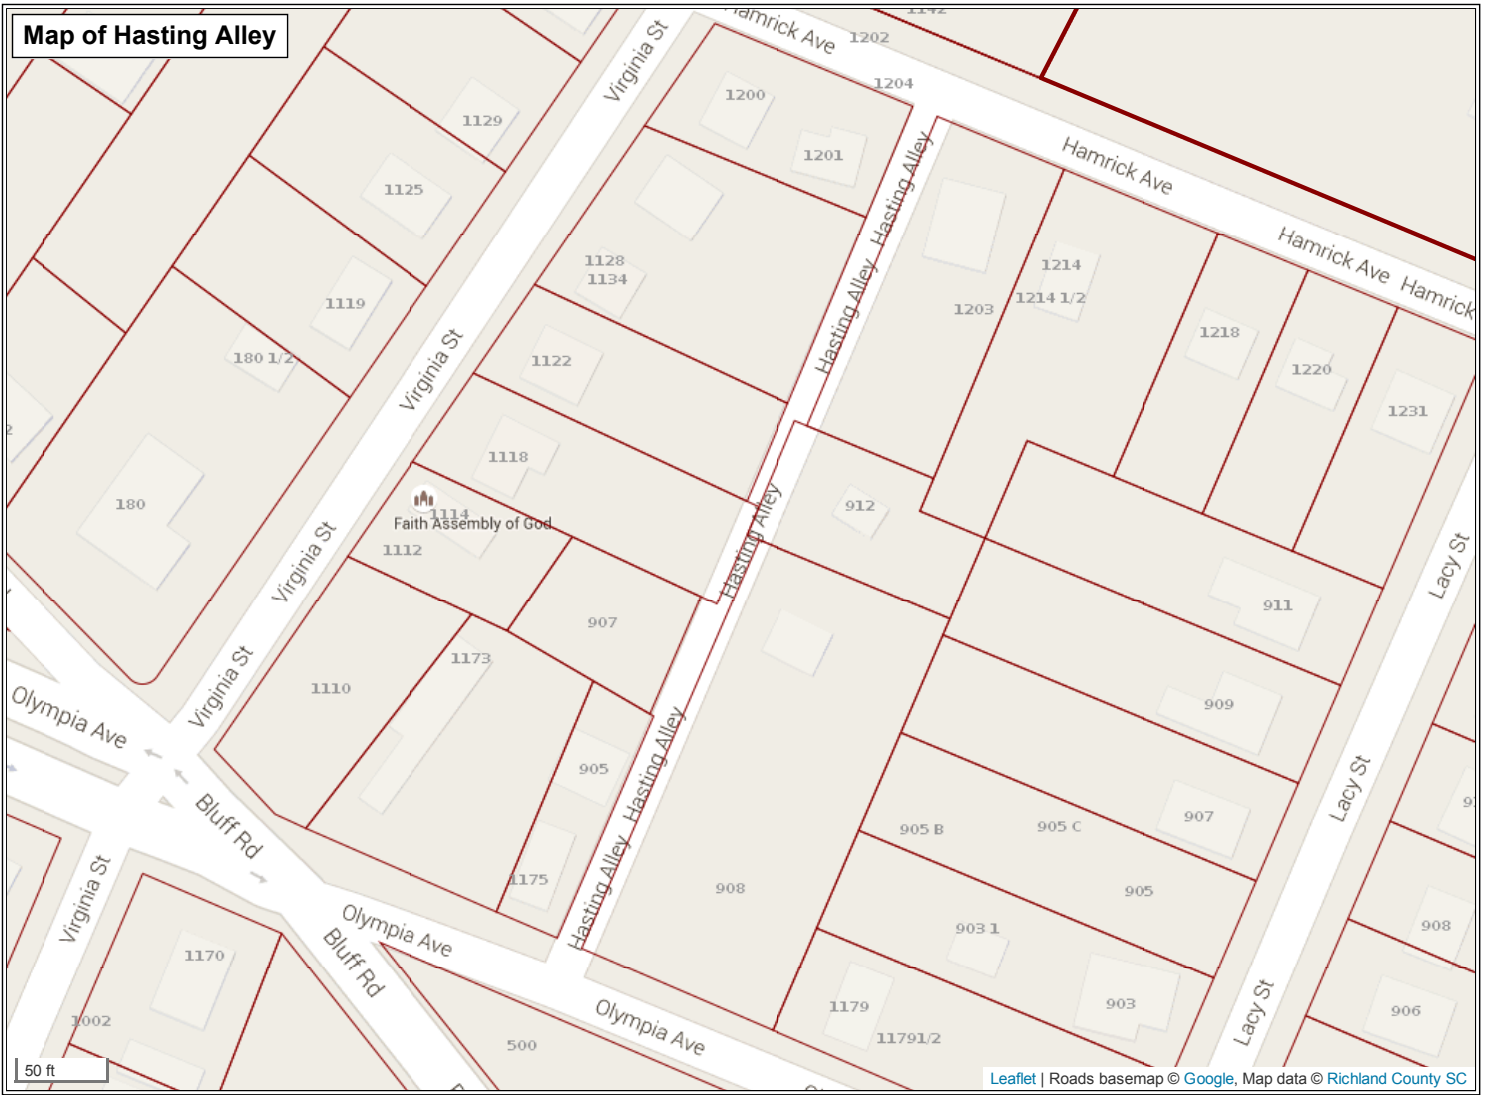 Map of Hasting Alley
Hamrick Ave
1142
1202
1204
Virginia St
1200
1201
1129
1125
Hasting Alley
Hamrick Ave
Hamrick Ave
Hamrick
1128
1134
1214
1214 1/2
1203
1119
180 1/2
Virginia St
Hasting Alley
1122
1218
1220
1231
1118
180
1114
Faith Assembly of God
1112
912
Hasting Alley
Virginia St
Lacy St
911
907
1173
1110
Virginia St
Olympia Ave
909
905
Hasting Alley
Lacy St
907
Bluff Rd
905 B
905 C
905
1175
Hasting Alley
908
Virginia St
Olympia Ave
Bluff Rd
903 1
908
1170
1002
1179
11791/2
903
906
Lacy St
Olympia Ave
500
50 ft
Leaflet | Roads basemap © Google, Map data © Richland County SC